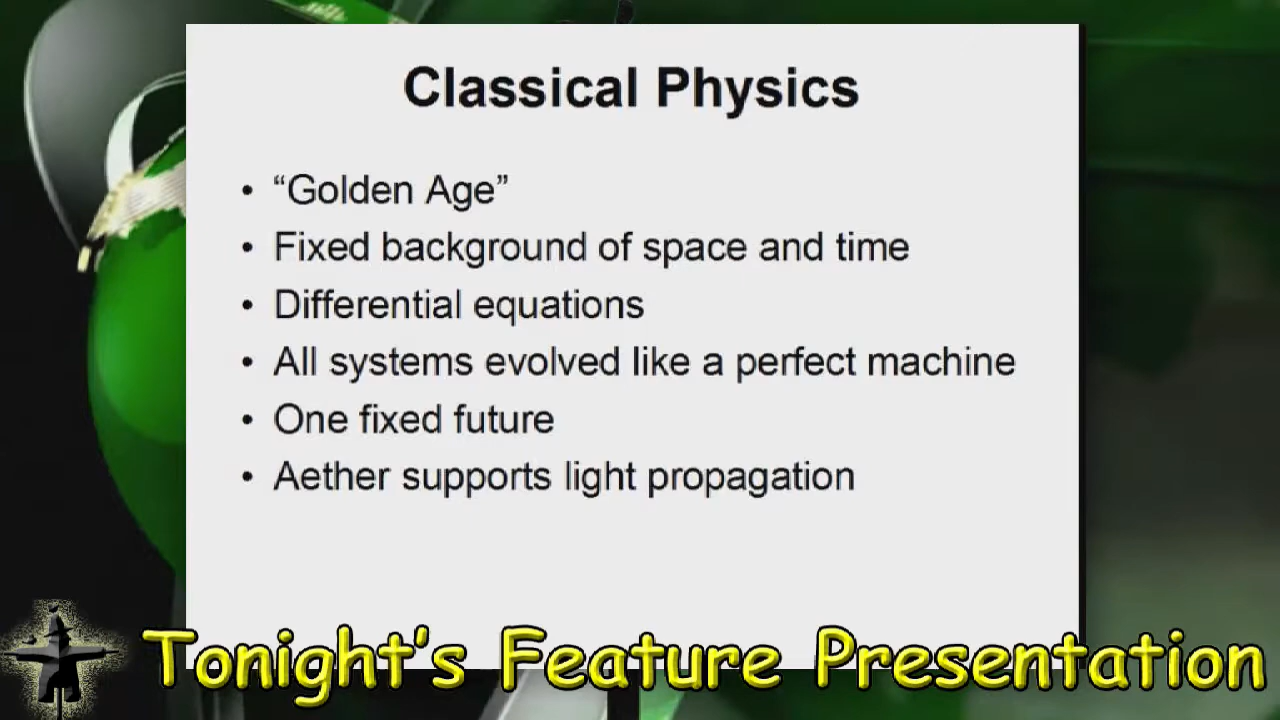 Classical Physics
• “Golden Age”
• Fixed background of space and time
• Differential equations
• All systems evolved like a perfect machine
• One fixed future
• Aether supports light propagation
Tonight's Feature Presentation